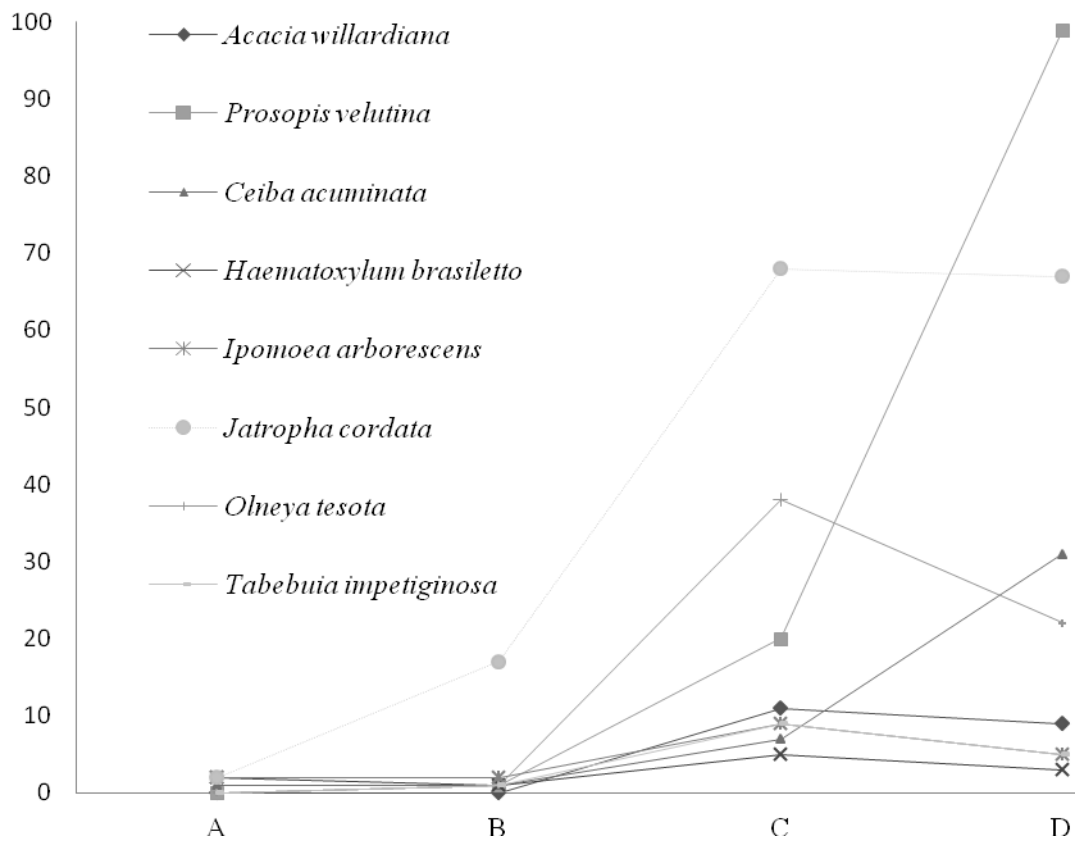 100
90
80
70
60
50
40
30
20
10
0
Acacia willardiana
Prosopis velutina
Ceiba acuminata
Haematoxylum brasiletto
Ipomoea arborescens
Jatropha cordata
Olneya tesota
Tabebuia impetiginosa
A B C D